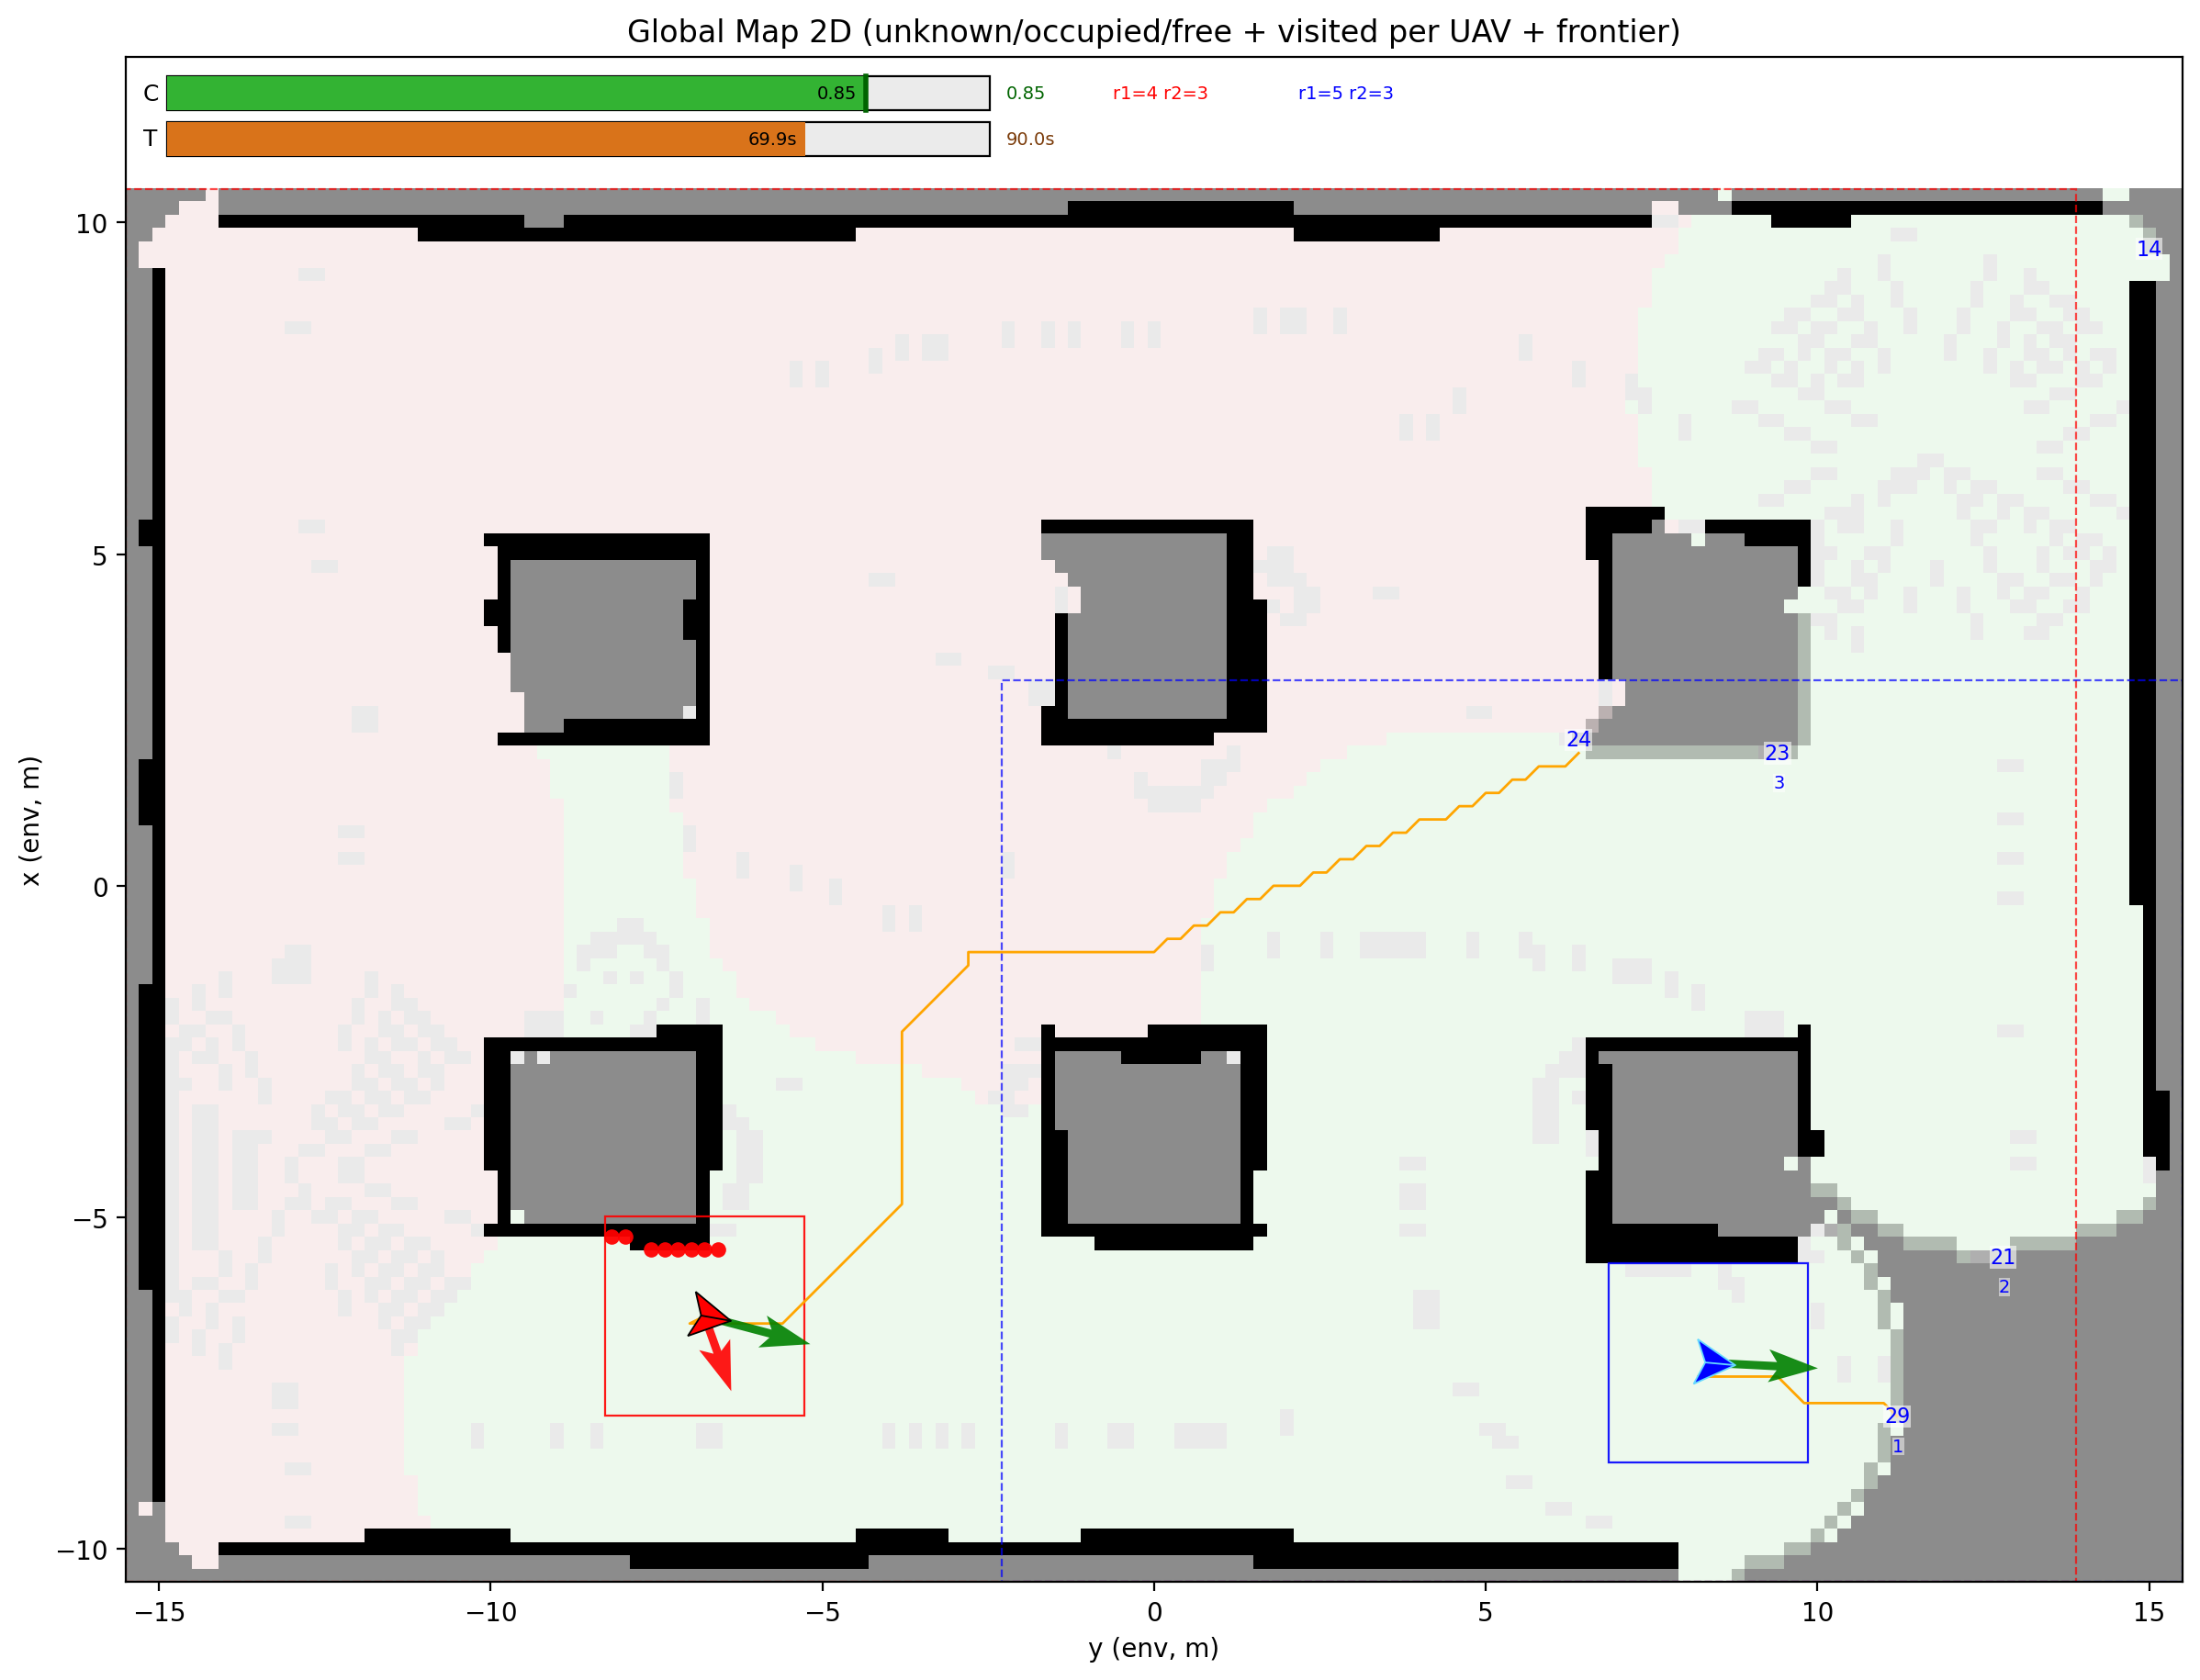 Global Map 2D (unknown/occupied/free + visited per UAV + frontier)
C 0.85 0.85 r1=4 r2=3 r1=5 r2=3
T 69.9s 90.0s
10
14
5
24
23
3
0
−5
21
2
29
1
−10
−15 −10 −5 0 5 10 15
y (env, m)
x (env, m)